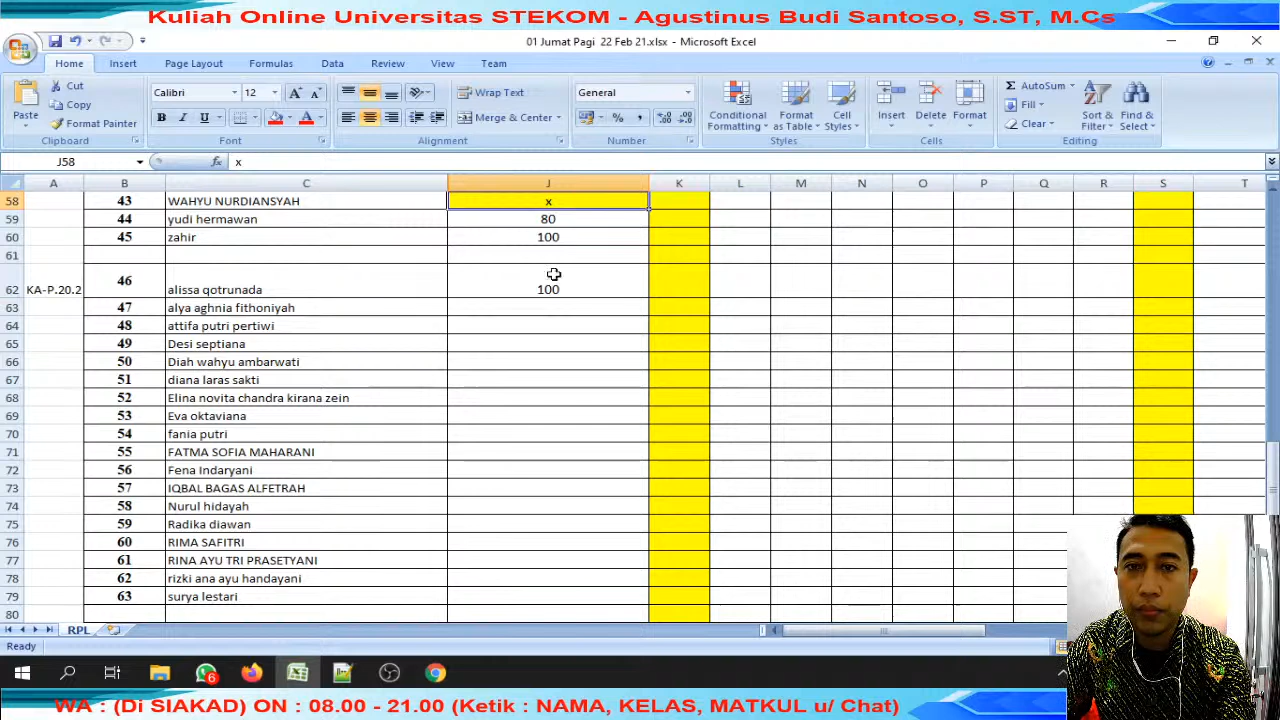 Kuliah Online Universitas STEKOM - Agustinus Budi Santoso, S.ST, M.Cs
01 Jumat Pagi 22 Feb 21.xlsx - Microsoft Excel
Home Insert Page Layout Formulas Data Review View Team
Paste Cut Copy Format Painter
Calibri 12
B I U
Wrap Text
Merge & Center
General
Conditional Formatting
Format as Table
Cell Styles
Insert Delete Format
AutoSum Fill Clear
Sort & Filter
Find & Select
Clipboard Font Alignment Number Styles Cells Editing
J58 fx x
A B C J K L M N O P Q R S T
58 43 WAHYU NURDIANSYAH x
59 44 yudi hermawan 80
60 45 zahir 100
61
62 KA-P.20.2 46 alissa qotrunada 100
63 47 alya aghnia fithoniyah
64 48 attifa putri pertiwi
65 49 Desi septiana
66 50 Diah wahyu ambarwati
67 51 diana laras sakti
68 52 Elina novita chandra kirana zein
69 53 Eva oktaviana
70 54 fania putri
71 55 FATMA SOFIA MAHARANI
72 56 Fena Indaryani
73 57 IQBAL BAGAS ALFETRAH
74 58 Nurul hidayah
75 59 Radika diawan
76 60 RIMA SAFITRI
77 61 RINA AYU TRI PRASETYANI
78 62 rizki ana ayu handayani
79 63 surya lestari
80
RPL
Ready
6
WA : (Di SIAKAD) ON : 08.00 - 21.00 (Ketik : NAMA, KELAS, MATKUL u/ Chat)